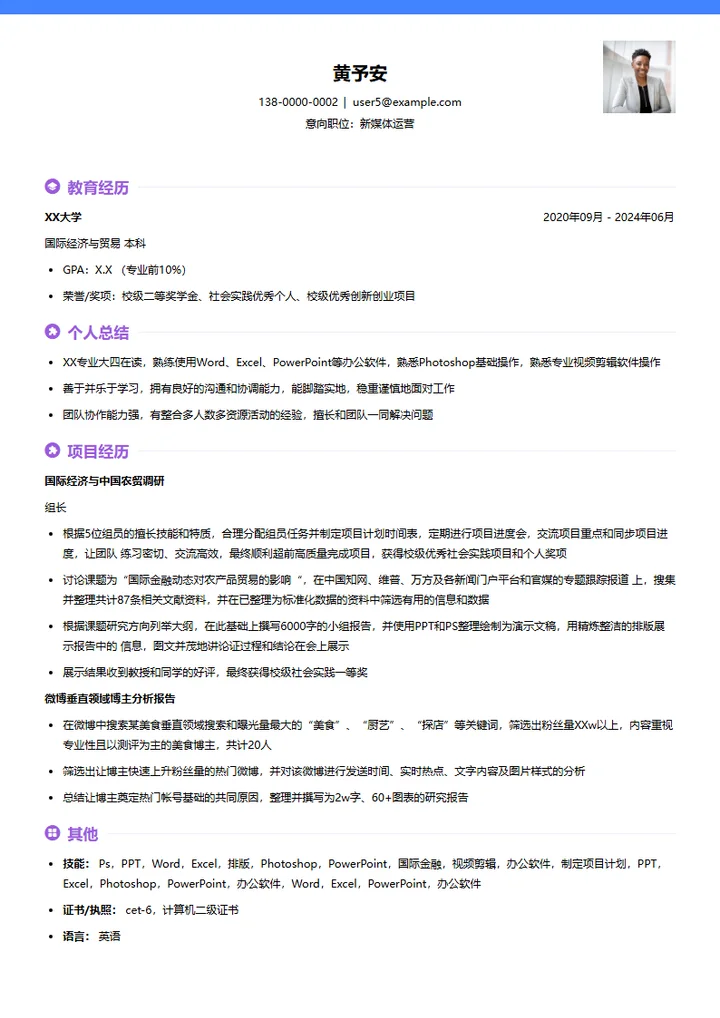 黄予安
138-0000-0002 | user5@example.com
意向职位：新媒体运营
教育经历
XX大学 2020年09月 - 2024年06月
国际经济与贸易 本科
GPA：X.X （专业前10%）
荣誉/奖项：校级二等奖学金、社会实践优秀个人、校级优秀创新创业项目
个人总结
XX专业大四在读，熟练使用Word、Excel、PowerPoint等办公软件，熟悉Photoshop基础操作，熟悉专业视频剪辑软件操作
善于并乐于学习，拥有良好的沟通和协调能力，能脚踏实地，稳重谨慎地面对工作
团队协作能力强，有整合多人数多资源活动的经验，擅长和团队一同解决问题
项目经历
国际经济与中国农贸调研
组长
根据5位组员的擅长技能和特质，合理分配组员任务并制定项目计划时间表，定期进行项目进度会，交流项目重点和同步项目进
度，让团队 练习密切、交流高效，最终顺利超前高质量完成项目，获得校级优秀社会实践项目和个人奖项
讨论课题为“国际金融动态对农产品贸易的影响 “，在中国知网、维普、万方及各新闻门户平台和官媒的专题跟踪报道 上，搜集
并整理共计87条相关文献资料，并在已整理为标准化数据的资料中筛选有用的信息和数据
根据课题研究方向列举大纲，在此基础上撰写6000字的小组报告，并使用PPT和PS整理绘制为演示文稿，用精炼整洁的排版展
示报告中的 信息，图文并茂地讲论证过程和结论在会上展示
展示结果收到教授和同学的好评，最终获得校级社会实践一等奖
微博垂直领域博主分析报告
在微博中搜索某美食垂直领域搜索和曝光量最大的“美食”、“厨艺”、“探店”等关键词，筛选出粉丝量XXw以上，内容重视
专业性且以测评为主的美食博主，共计20人
筛选出让博主快速上升粉丝量的热门微博，并对该微博进行发送时间、实时热点、文字内容及图片样式的分析
总结让博主奠定热门帐号基础的共同原因，整理并撰写为2w字、60+图表的研究报告
其他
技能： Ps，PPT，Word，Excel，排版，Photoshop，PowerPoint，国际金融，视频剪辑，办公软件，制定项目计划，PPT，
Excel，Photoshop，PowerPoint，办公软件，Word，Excel，PowerPoint，办公软件
证书/执照： cet-6，计算机二级证书
语言： 英语